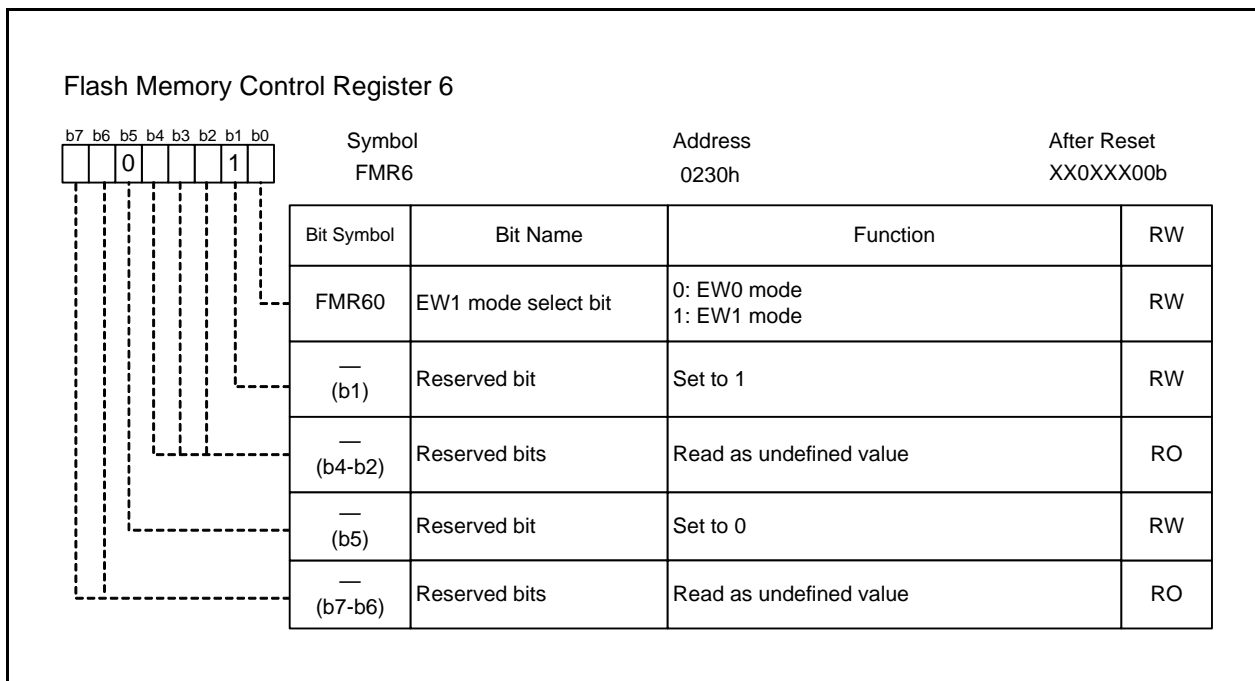 Flash Memory Control Register 6
b7 b6 b5 b4 b3 b2 b1 b0
0 1
Symbol Address After Reset
FMR6 0230h XX0XXX00b
Bit Symbol Bit Name Function RW
FMR60 EW1 mode select bit 0: EW0 mode
1: EW1 mode RW
—
(b1) Reserved bit Set to 1 RW
—
(b4-b2) Reserved bits Read as undefined value RO
—
(b5) Reserved bit Set to 0 RW
—
(b7-b6) Reserved bits Read as undefined value RO